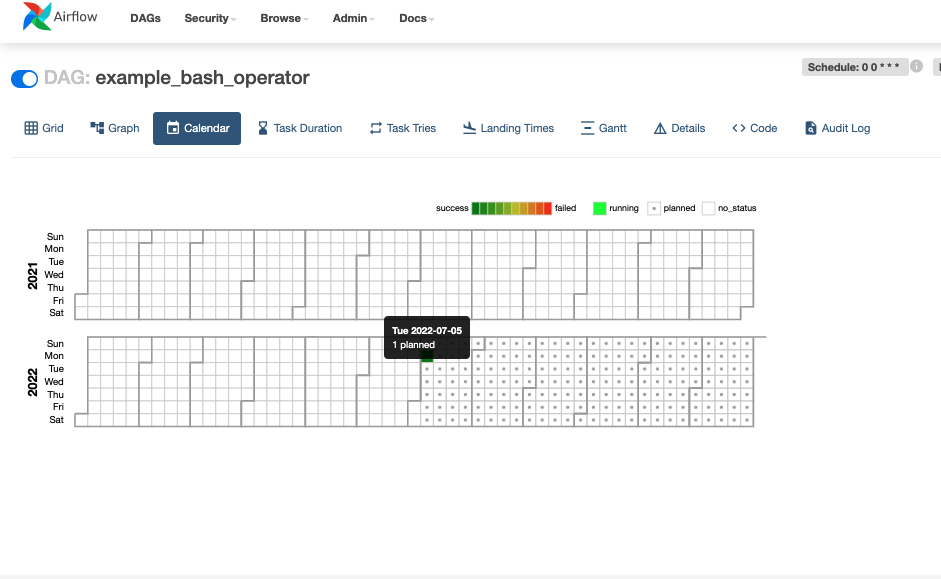 Airflow DAGs Security Browse Admin Docs
DAG: example_bash_operator
Schedule: 0 0 * * *
Grid Graph Calendar Task Duration Task Tries Landing Times Gantt Details Code Audit Log
success failed running planned no_status
2021
Sun
Mon
Tue
Wed
Thu
Fri
Sat
Tue 2022-07-05
1 planned
2022
Sun
Mon
Tue
Wed
Thu
Fri
Sat